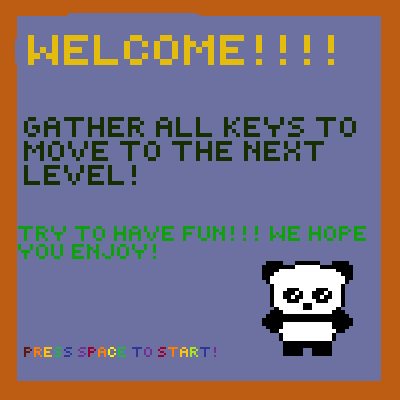 WELCOME!!!!
GATHER ALL KEYS TO
MOVE TO THE NEXT
LEVEL!
TRY TO HAVE FUN!!! WE HOPE
YOU ENJOY!
PRESS SPACE TO START!